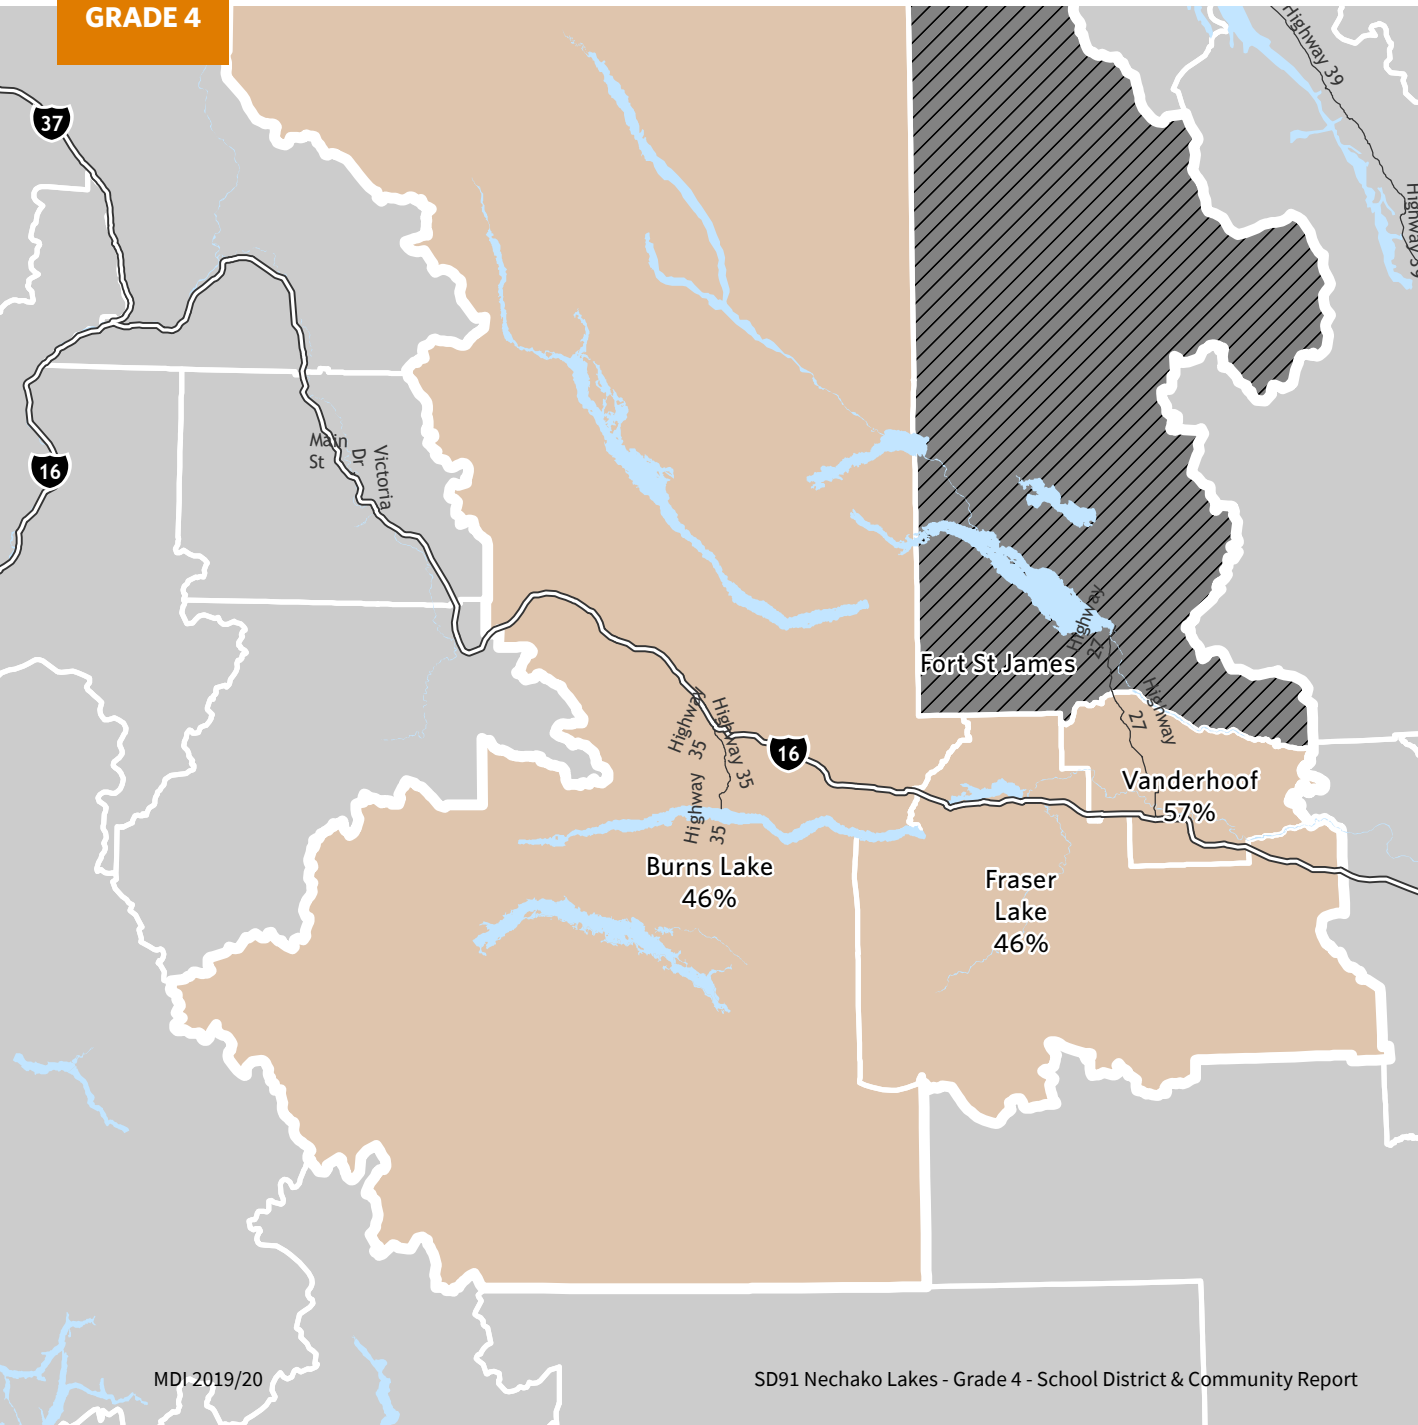 GRADE 4
Highway 39
37
Highway 39
Main
St
Victoria
Dr
16
Highway
27
Fort St James
Highway
27
Highway
35
Highway 35
16
Vanderhoof
57%
Highway
35
Burns Lake
46%
Fraser
Lake
46%
MDI 2019/20
SD91 Nechako Lakes - Grade 4 - School District & Community Report